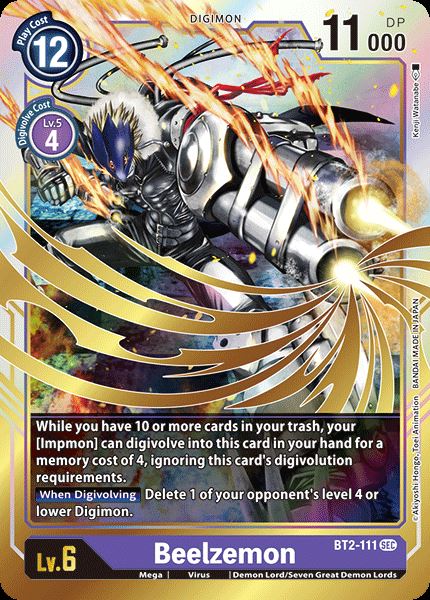 DIGIMON
Play Cost
12
DP
11 000
Lv.5
Digivolve Cost
4
Kenji Watanabe
© Akiyoshi Hongo, Toei Animation BANDAI MADE IN JAPAN
While you have 10 or more cards in your trash, your
[Impmon] can digivolve into this card in your hand for a
memory cost of 4, ignoring this card's digivolution
requirements.
When Digivolving Delete 1 of your opponent's level 4 or
lower Digimon.
Lv.6
Beelzemon
BT2-111 SEC
Mega | Virus | Demon Lord/Seven Great Demon Lords